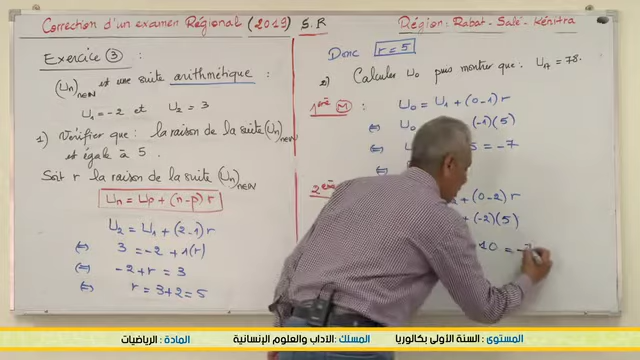 Correction d'un examen Régional (2019) S.R
Région: Rabat-Salé-Kénitra
Exercice 3
(Un)n∈N est une suite arithmétique :
U1 = -2 et U2 = 3
1) Vérifier que : la raison de la suite (Un)n∈N
est égale à 5.
Soit r la raison de la suite (Un)n∈N
Un = Up + (n-p) r
U2 = U1 + (2-1) r
⇔ 3 = -2 + 1(r)
⇔ -2 + r = 3
⇔ r = 3+2 = 5
Donc r = 5
2) Calculer U0 puis montrer que : U17 = 78.
1ère M :
U0 = U1 + (0-1) r
⇔ U0 (-1)(5)
⇔ 5 = -7
⇔
2ème
+ (0-2) r
+ (-2)(5)
10 = -7
المستوى : السنة الأولى بكالوريا
المسلك :الآداب والعلوم الإنسانية
المادة : الرياضيات